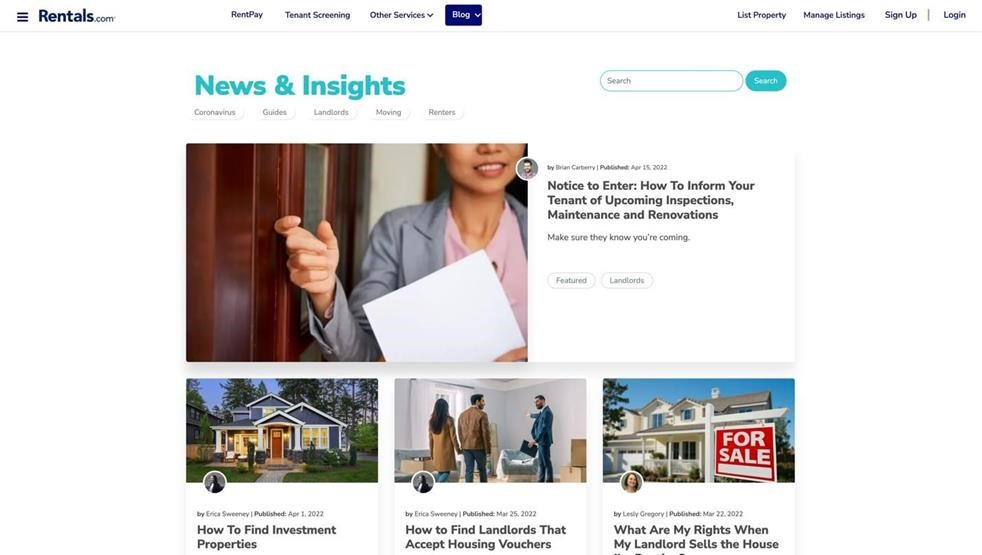 Rentals.com
RentPay
Tenant Screening
Other Services
Blog
List Property
Manage Listings
Sign Up
Login
News & Insights
Search
Search
Coronavirus
Guides
Landlords
Moving
Renters
by Brian Carberry | Published: Apr 15, 2022
Notice to Enter: How To Inform Your
Tenant of Upcoming Inspections,
Maintenance and Renovations
Make sure they know you're coming.
Featured
Landlords
FOR
SALE
by Erica Sweeney | Published: Apr 1, 2022
How To Find Investment
Properties
by Erica Sweeney | Published: Mar 25, 2022
How to Find Landlords That
Accept Housing Vouchers
by Lesly Gregory | Published: Mar 22, 2022
What Are My Rights When
My Landlord Sells the House